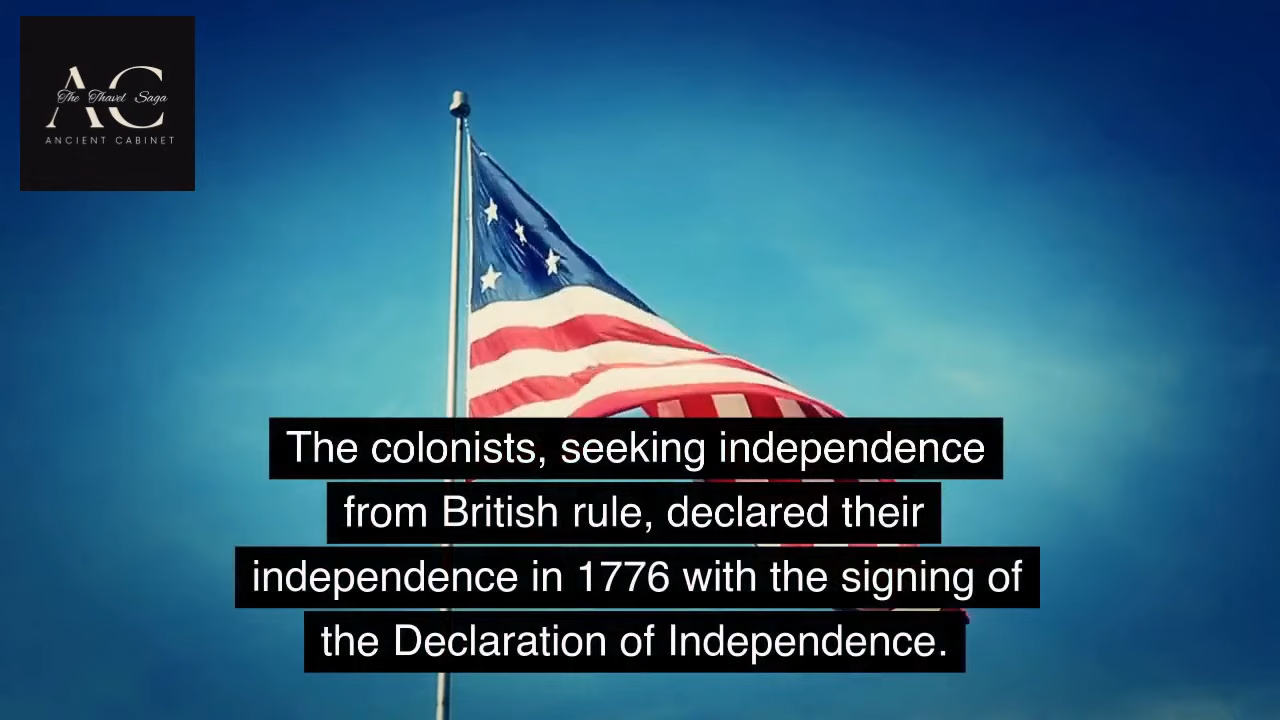 AC
The Thavel Saga
ANCIENT CABINET
The colonists, seeking independence
from British rule, declared their
independence in 1776 with the signing of
the Declaration of Independence.